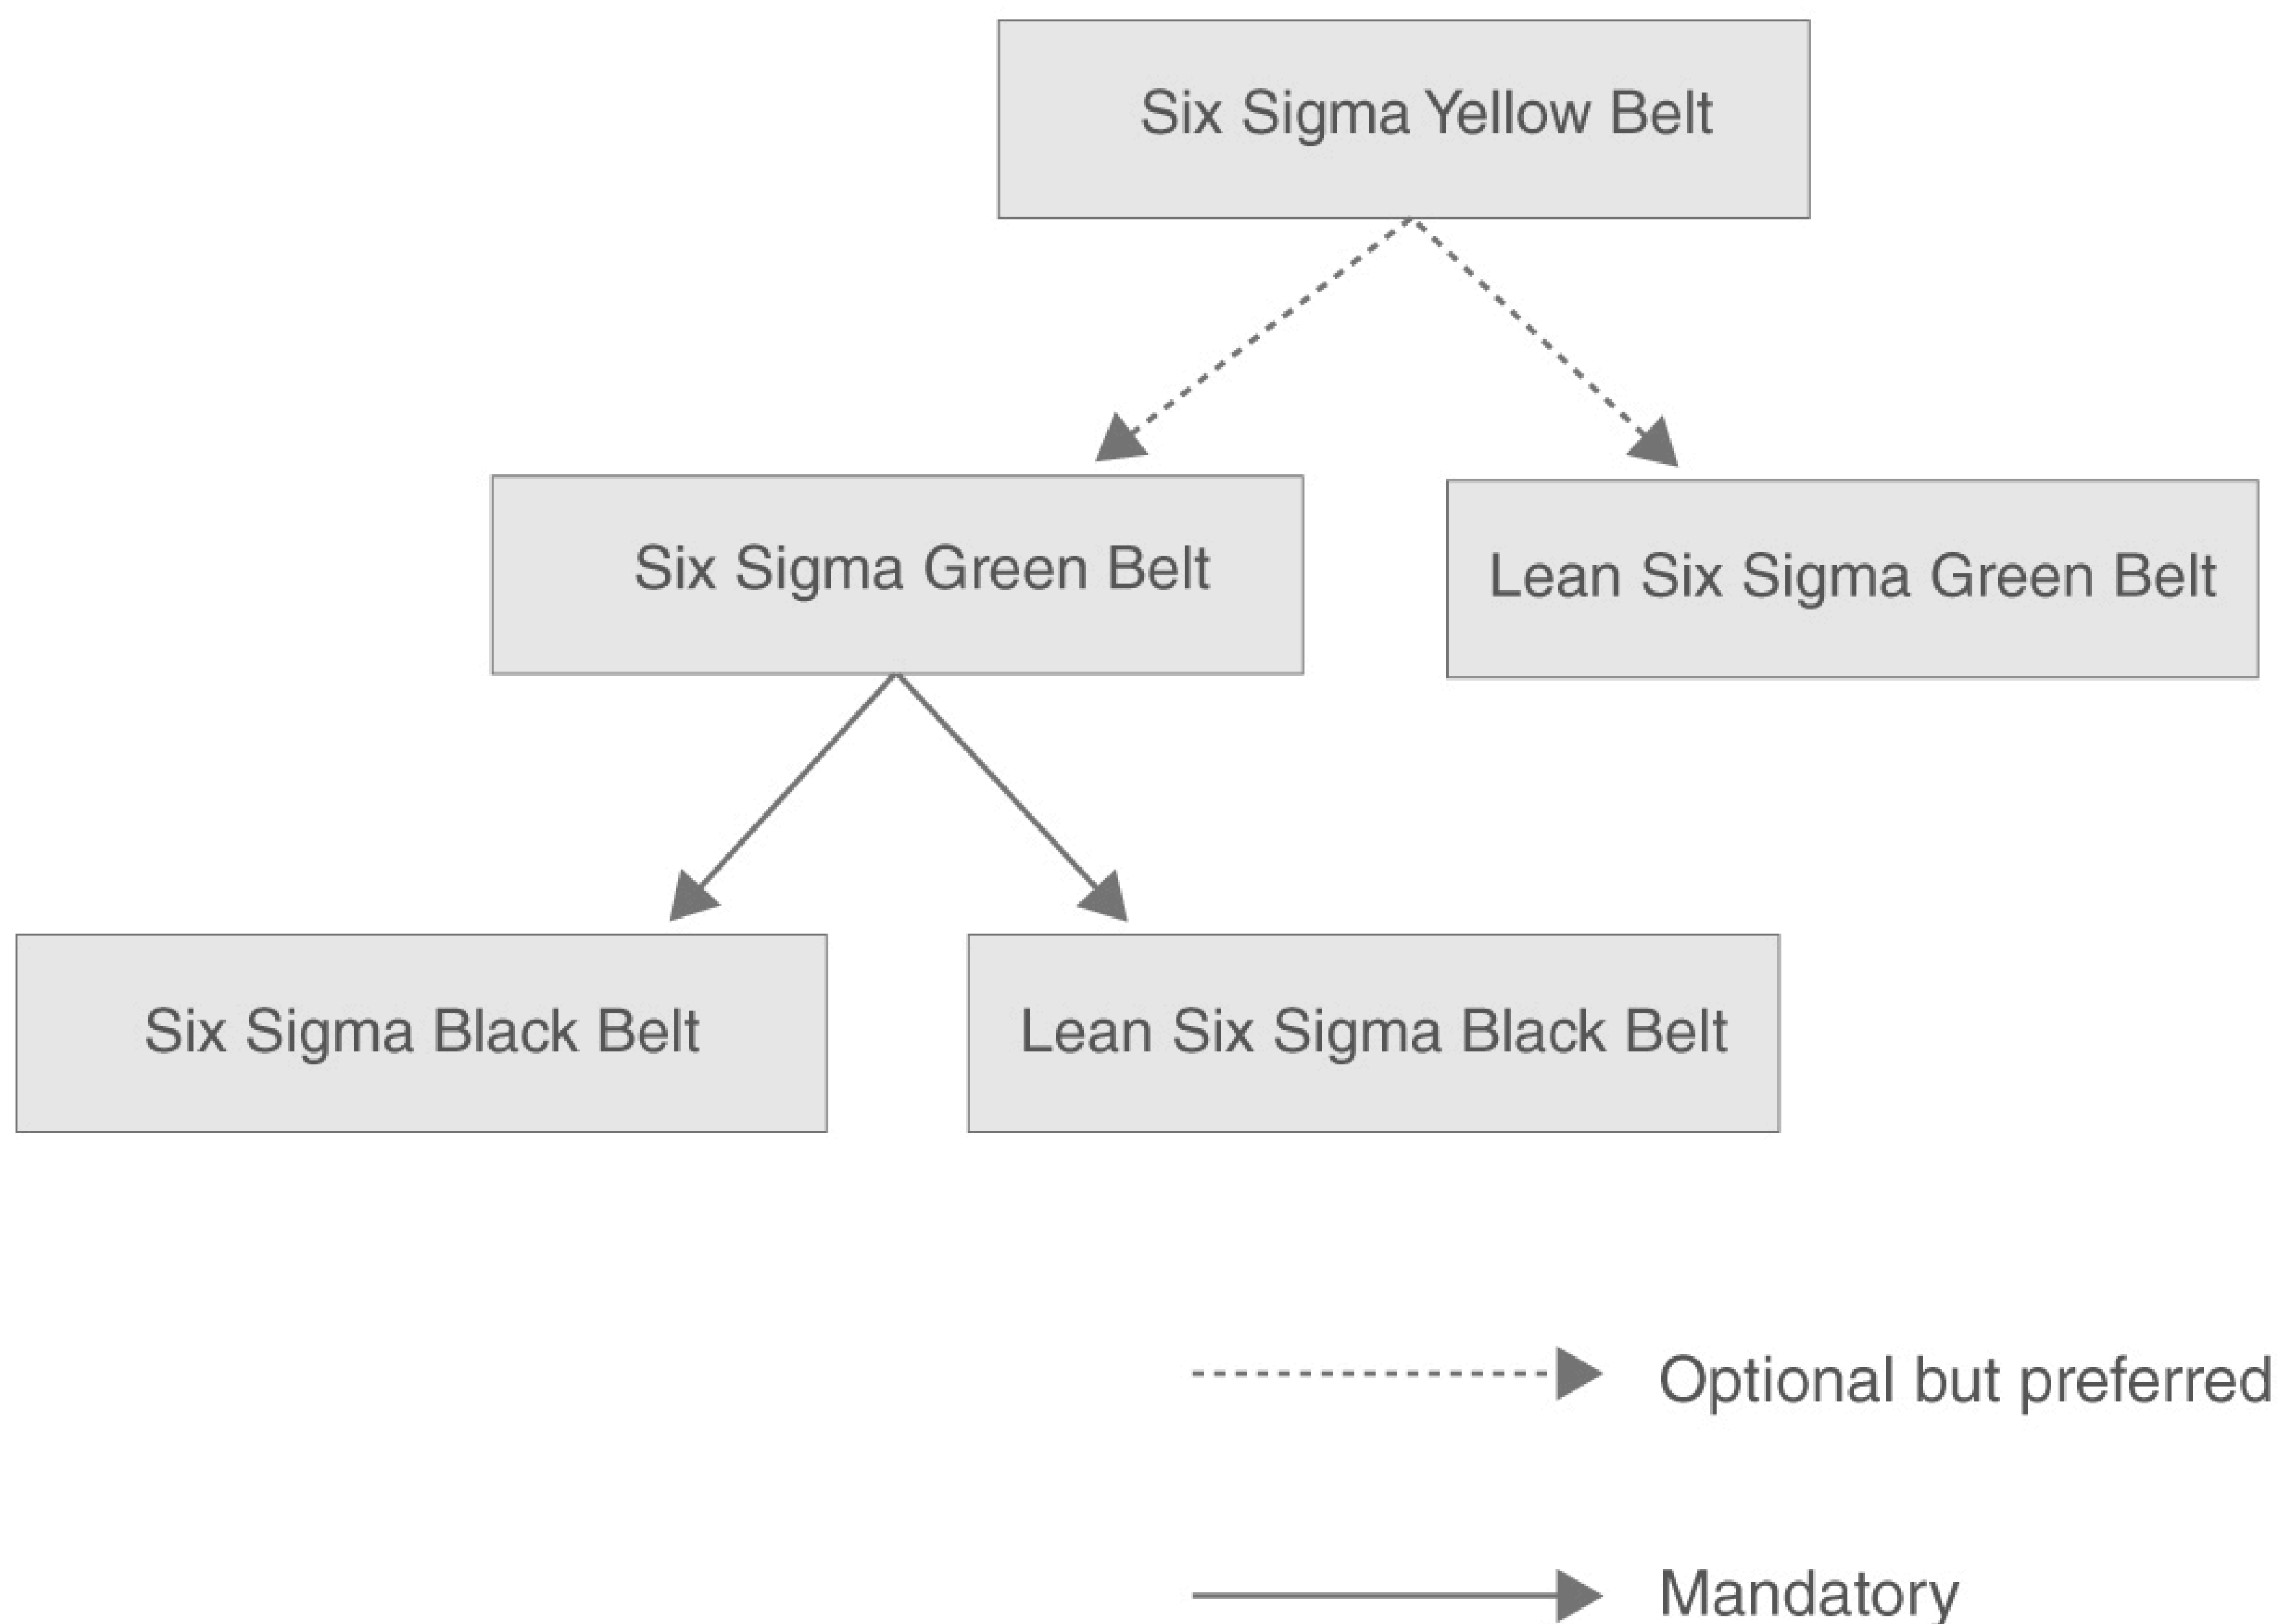 Six Sigma Yellow Belt
Six Sigma Green Belt
Lean Six Sigma Green Belt
Six Sigma Black Belt
Lean Six Sigma Black Belt
Optional but preferred
Mandatory